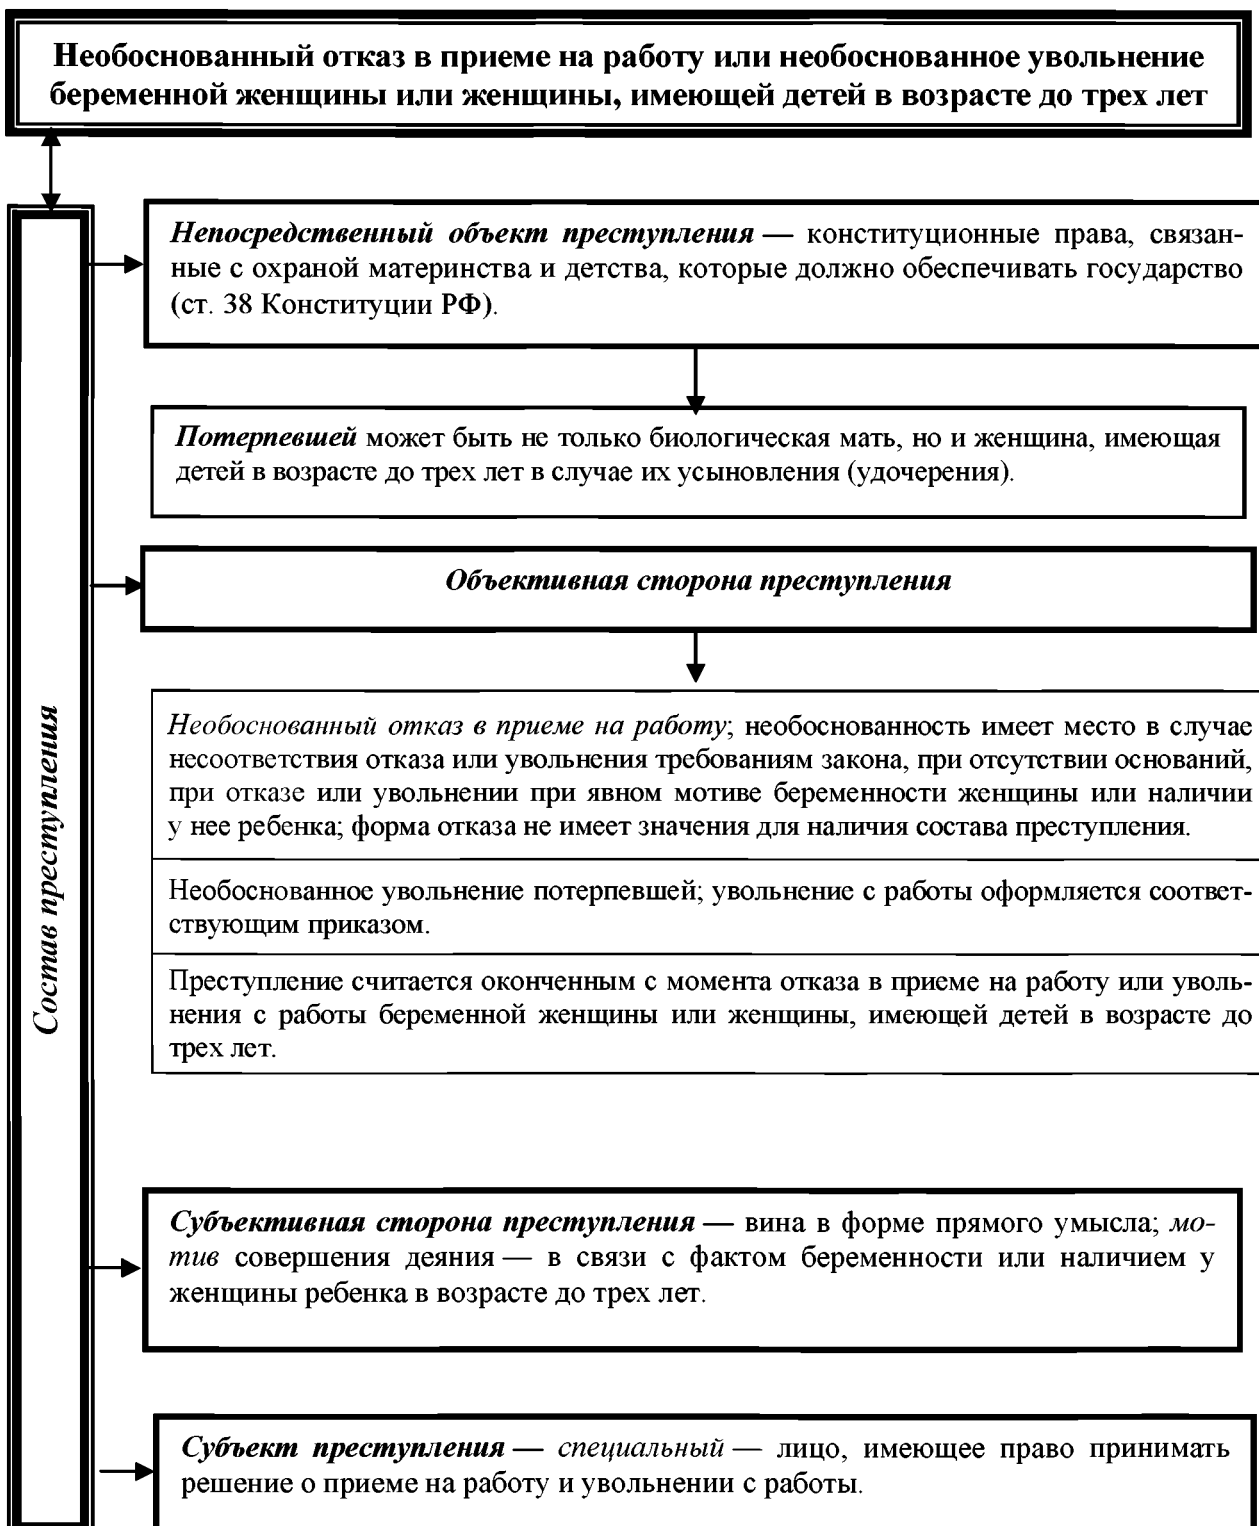 Необоснованный отказ в приеме на работу или необоснованное увольнение
беременной женщины или женщины, имеющей детей в возрасте до трех лет
Состав преступления
Непосредственный объект преступления — конституционные права, связан-
ные с охраной материнства и детства, которые должно обеспечивать государство
(ст. 38 Конституции РФ).
Потерпевшей может быть не только биологическая мать, но и женщина, имеющая
детей в возрасте до трех лет в случае их усыновления (удочерения).
Объективная сторона преступления
Необоснованный отказ в приеме на работу; необоснованность имеет место в случае
несоответствия отказа или увольнения требованиям закона, при отсутствии оснований,
при отказе или увольнении при явном мотиве беременности женщины или наличии
у нее ребенка; форма отказа не имеет значения для наличия состава преступления.
Необоснованное увольнение потерпевшей; увольнение с работы оформляется соответ-
ствующим приказом.
Преступление считается оконченным с момента отказа в приеме на работу или уволь-
нения с работы беременной женщины или женщины, имеющей детей в возрасте до
трех лет.
Субъективная сторона преступления — вина в форме прямого умысла; мо-
тив совершения деяния — в связи с фактом беременности или наличием у
женщины ребенка в возрасте до трех лет.
Субъект преступления — специальный — лицо, имеющее право принимать
решение о приеме на работу и увольнении с работы.